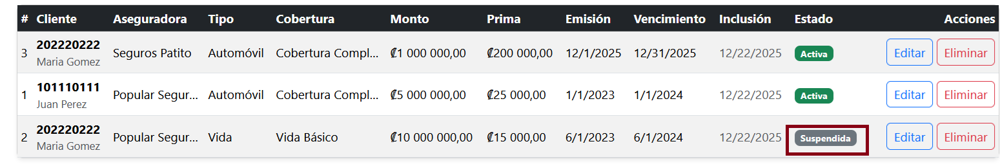 # Cliente Aseguradora Tipo Cobertura Monto Prima Emisión Vencimiento Inclusión Estado Acciones
3 202220222 Seguros Patito Automóvil Cobertura Compl... ₡1 000 000,00 ₡200 000,00 12/1/2025 12/31/2025 12/22/2025 Activa Editar Eliminar
Maria Gomez
1 101110111 Popular Segur... Automóvil Cobertura Compl... ₡5 000 000,00 ₡25 000,00 1/1/2023 1/1/2024 12/22/2025 Activa Editar Eliminar
Juan Perez
2 202220222 Popular Segur... Vida Vida Básico ₡10 000 000,00 ₡15 000,00 6/1/2023 6/1/2024 12/22/2025 Suspendida Editar Eliminar
Maria Gomez